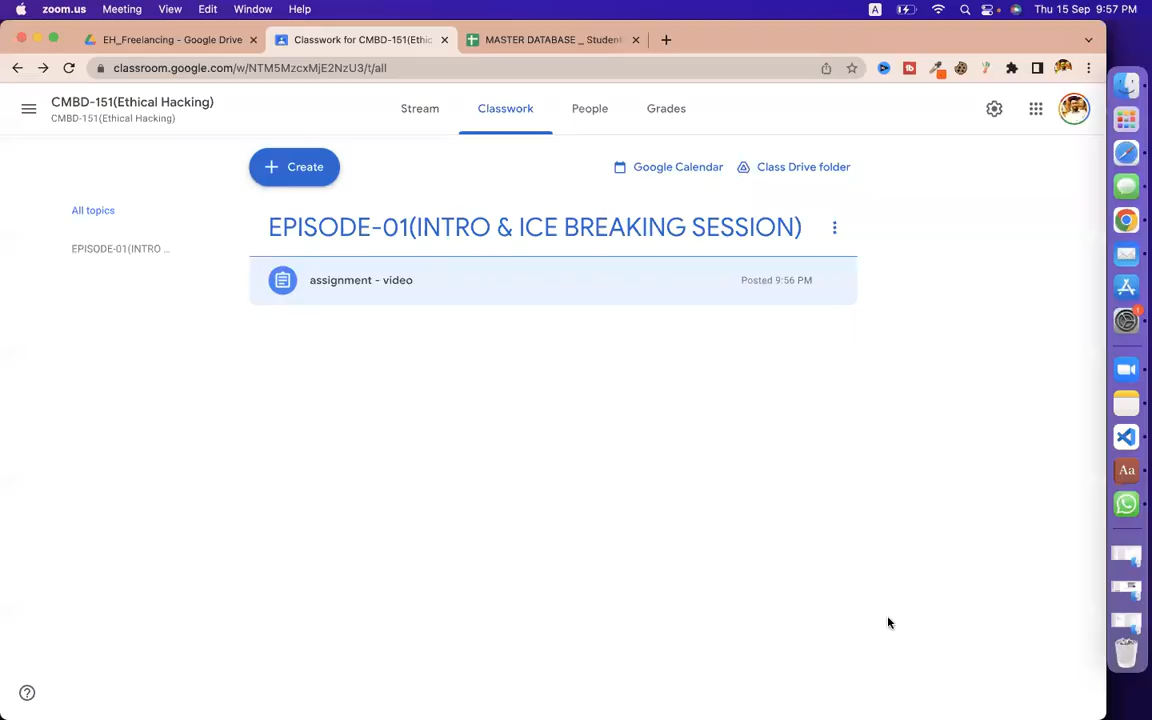 zoom.us Meeting View Edit Window Help A Thu 15 Sep 9:57 PM
EH_Freelancing - Google Drive Classwork for CMBD-151(Ethic MASTER DATABASE _ Student
classroom.google.com/w/NTM5MzcxMjE2NzU3/t/all
CMBD-151(Ethical Hacking)
CMBD-151(Ethical Hacking)
Stream Classwork People Grades
Create Google Calendar Class Drive folder
All topics
EPISODE-01(INTRO & ICE BREAKING SESSION)
EPISODE-01(INTRO ...
assignment - video Posted 9:56 PM
1
Aa